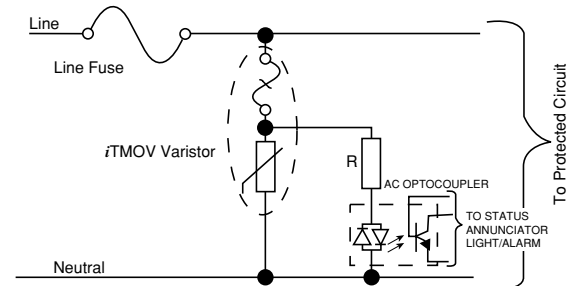 Line
Line Fuse
iTMOV Varistor
R
AC OPTOCOUPLER
TO STATUS
ANNUNCIATOR
LIGHT/ALARM
Neutral
To Protected Circuit